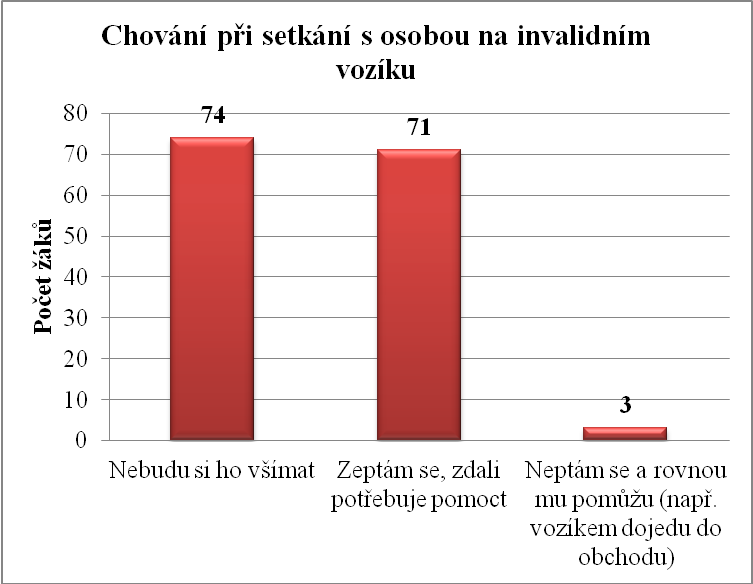 Chování při setkání s osobou na invalidním
vozíku
74
71
3
80
70
60
50
40
30
20
10
0
Počet žáků
Nebudu si ho všímat
Zeptám se, zdali
potřebuje pomoct
Neptám se a rovnou
mu pomůžu (např.
vozíkem dojedu do
obchodu)